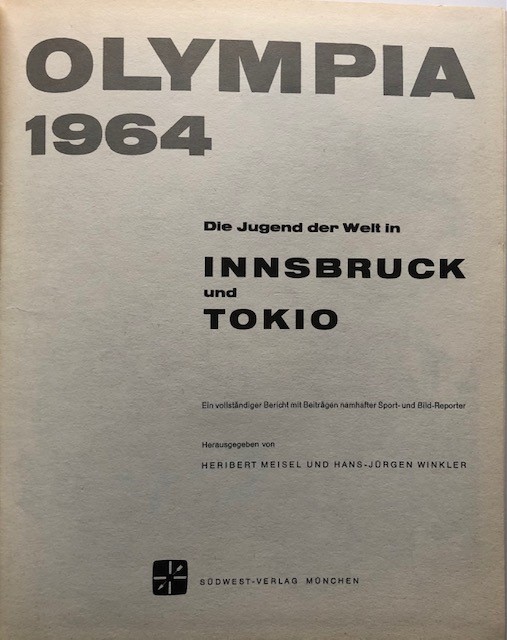 OLYMPIA
1964
Die Jugend der Welt in
INNSBRUCK
und
TOKIO
Ein vollständiger Bericht mit Beiträgen namhafter Sport- und Bild-Reporter
Herausgegeben von
HERIBERT MEISEL UND HANS-JÜRGEN WINKLER
SÜDWEST-VERLAG MÜNCHEN